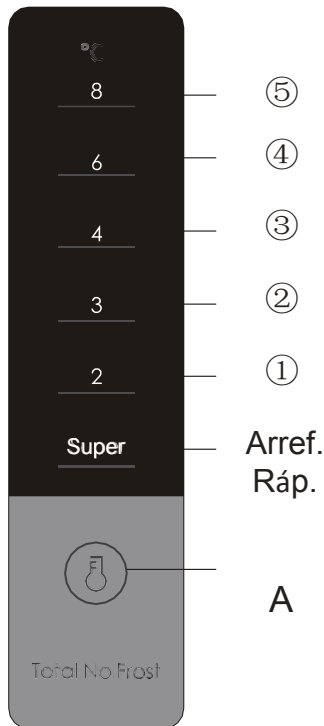 °C
8 ⑤
6 ④
4 ③
3 ②
2 ①
Super Arref.
Ráp.
A
Total No Frost